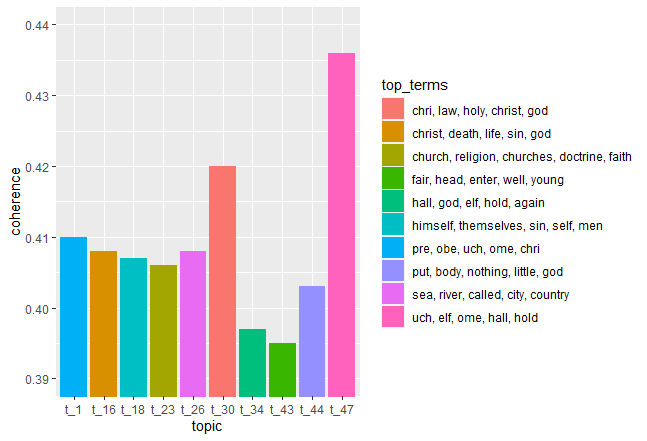 0.44
0.43
0.42
0.41
0.40
0.39
coherence
t_1 t_16 t_18 t_23 t_26 t_30 t_34 t_43 t_44 t_47
topic
top_terms
chri, law, holy, christ, god
christ, death, life, sin, god
church, religion, churches, doctrine, faith
fair, head, enter, well, young
hall, god, elf, hold, again
himself, themselves, sin, self, men
pre, obe, uch, ome, chri
put, body, nothing, little, god
sea, river, called, city, country
uch, elf, ome, hall, hold